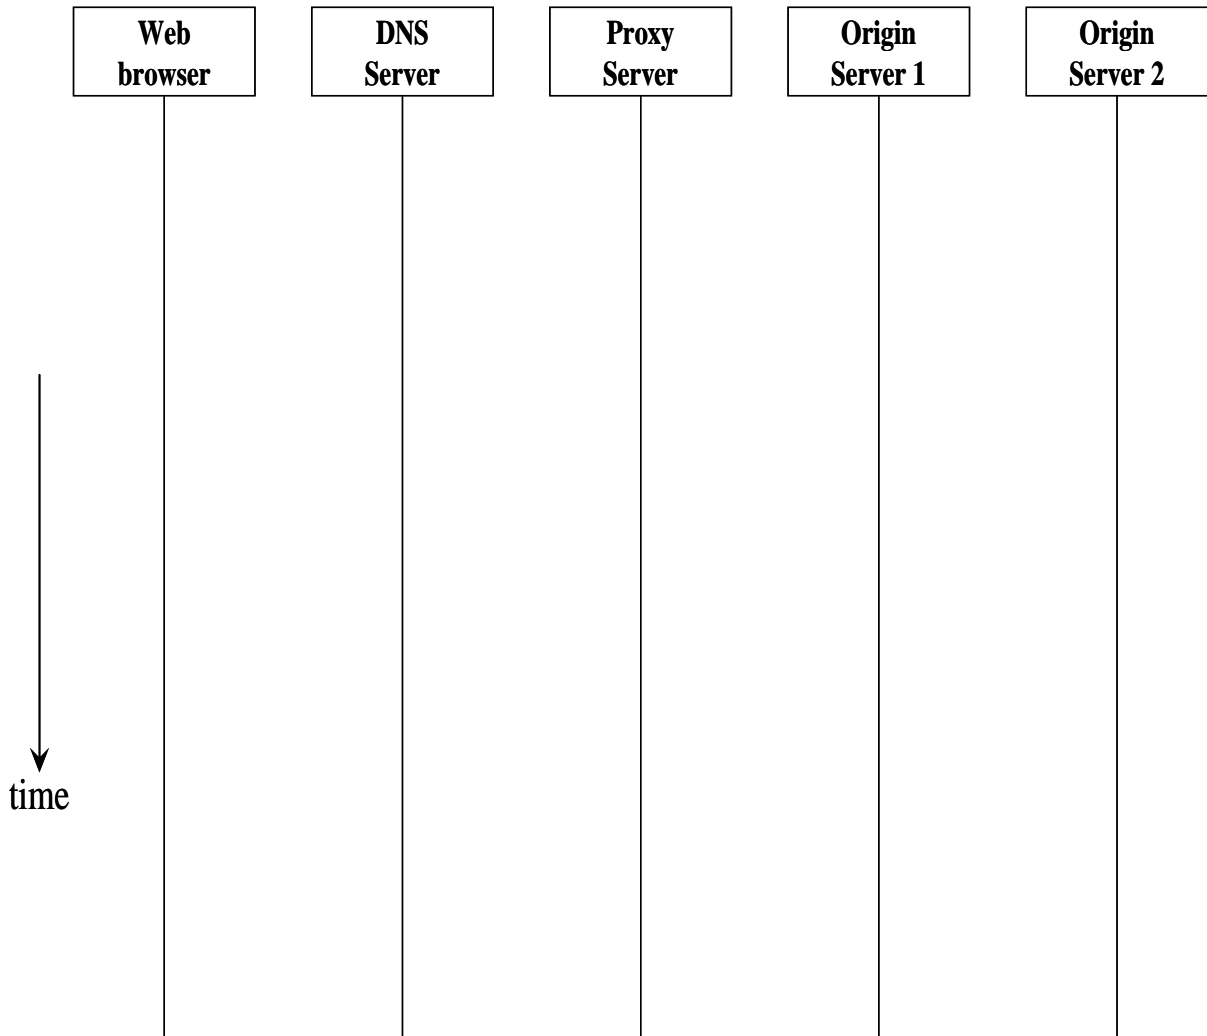 Web
browser
DNS
Server
Proxy
Server
Origin
Server 1
Origin
Server 2
time